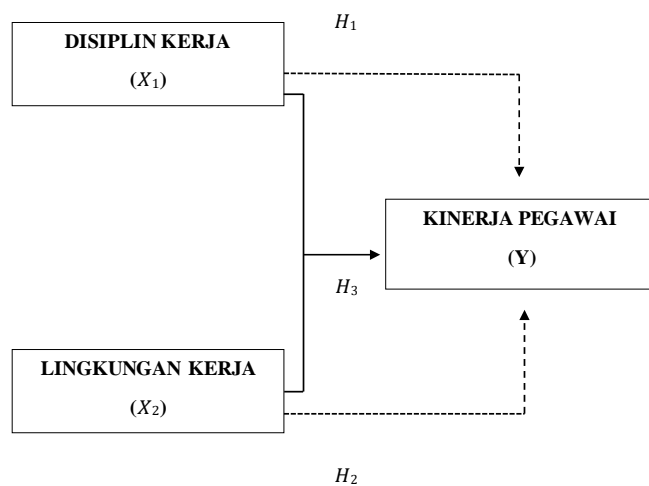 H₁
DISIPLIN KERJA
(X₁)
KINERJA PEGAWAI
(Y)
H₃
LINGKUNGAN KERJA
(X₂)
H₂